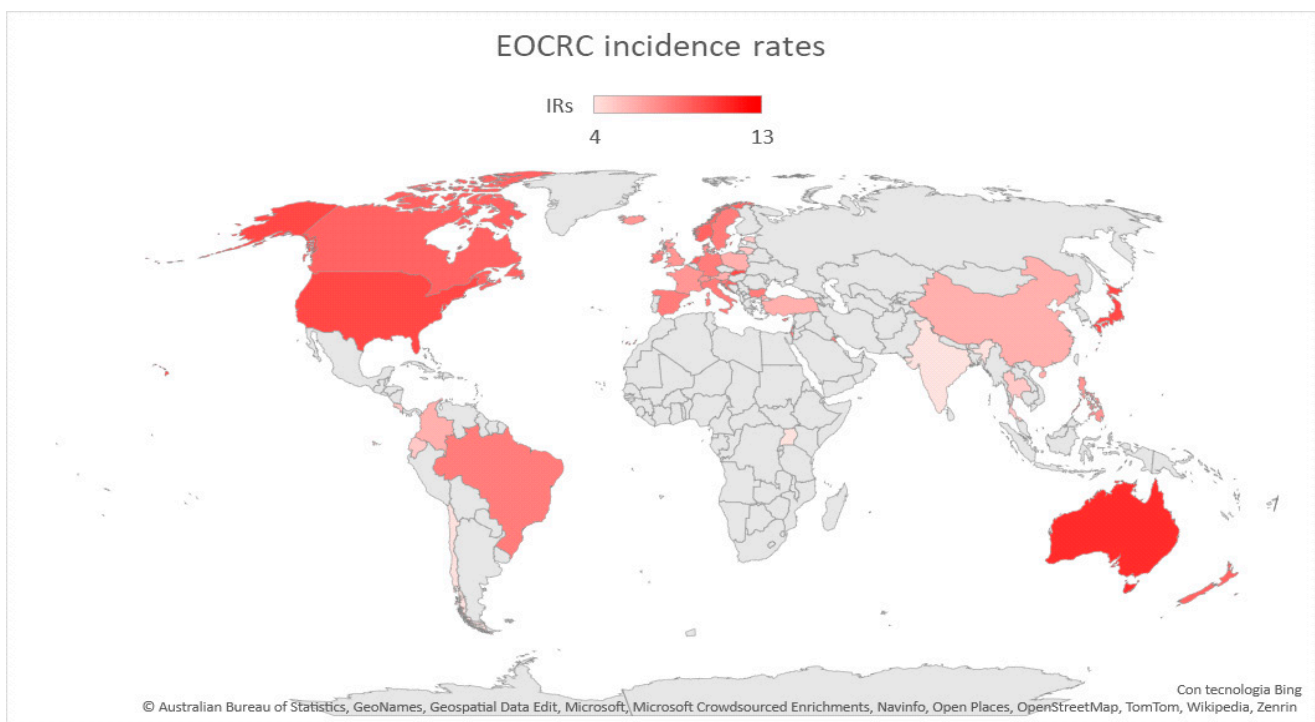 EOCRC incidence rates
IRs
4 13
Con tecnologia Bing
© Australian Bureau of Statistics, GeoNames, Geospatial Data Edit, Microsoft, Microsoft Crowdsourced Enrichments, Navinfo, Open Places, OpenStreetMap, TomTom, Wikipedia, Zenrin